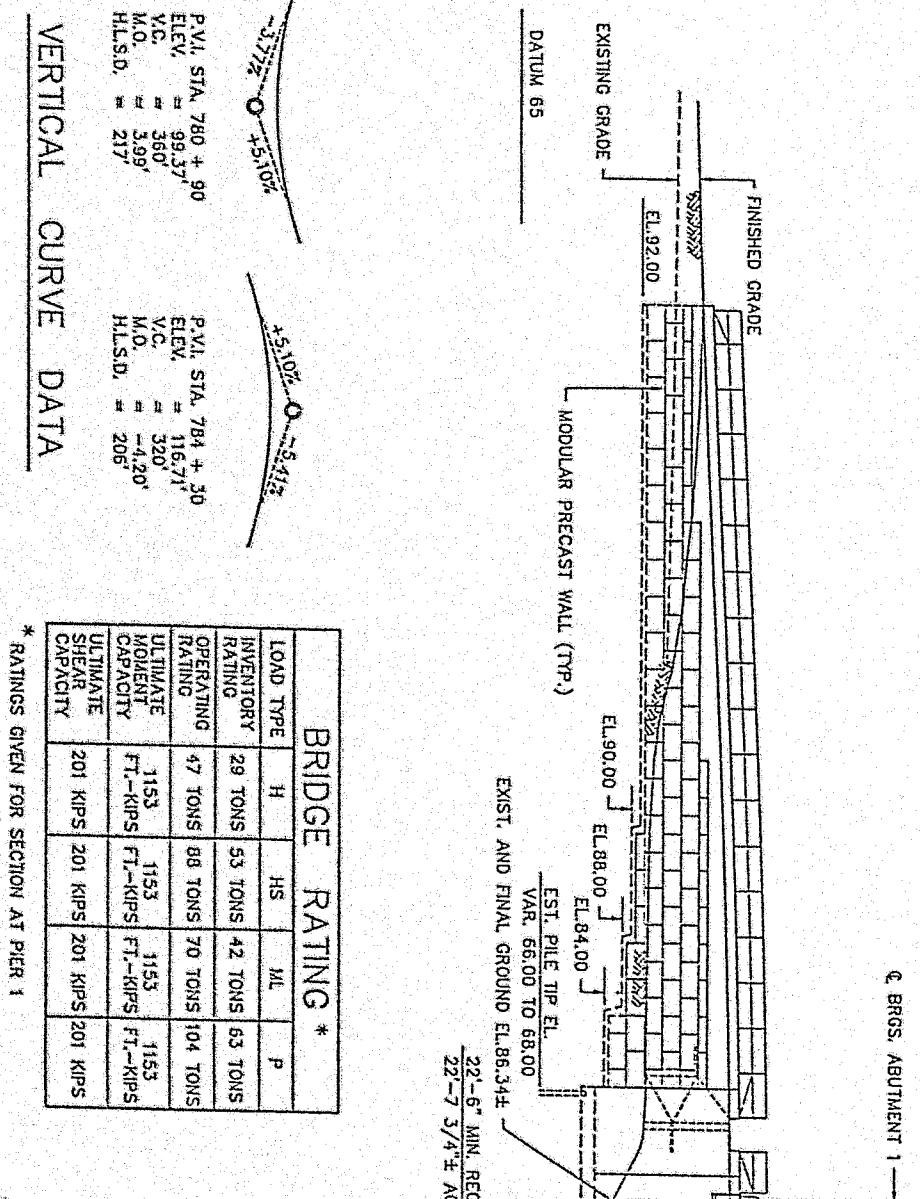 ℄ BRGS. ABUTMENT 1
FINISHED GRADE
EXISTING GRADE
EL.92.00
DATUM 65
MODULAR PRECAST WALL (TYP.)
EL.90.00
EL.88.00
EL.84.00
EST. PILE TIP EL.
VAR. 66.00 TO 68.00
EXIST. AND FINAL GROUND EL.86.34±
22'-6" MIN.
22'-7 3/4"±
-3.77%
+5.10%
P.V.I. STA. 780 + 90
ELEV. = 99.37'
V.C. = 360'
M.O. = 3.99'
H.L.S.D. = 217'
+5.10%
-5.41%
P.V.I. STA. 784 + 30
ELEV. = 116.71'
V.C. = 320'
M.O. = -4.20'
H.L.S.D. = 206'
VERTICAL CURVE DATA
BRIDGE RATING *
LOAD TYPE H HS ML P
INVENTORY RATING 29 TONS 53 TONS 42 TONS 63 TONS
OPERATING RATING 47 TONS 88 TONS 70 TONS 104 TONS
ULTIMATE MOMENT CAPACITY 1153 FT.-KIPS 1153 FT.-KIPS 1153 FT.-KIPS 1153 FT.-KIPS
ULTIMATE SHEAR CAPACITY 201 KIPS 201 KIPS 201 KIPS 201 KIPS
* RATINGS GIVEN FOR SECTION AT PIER 1